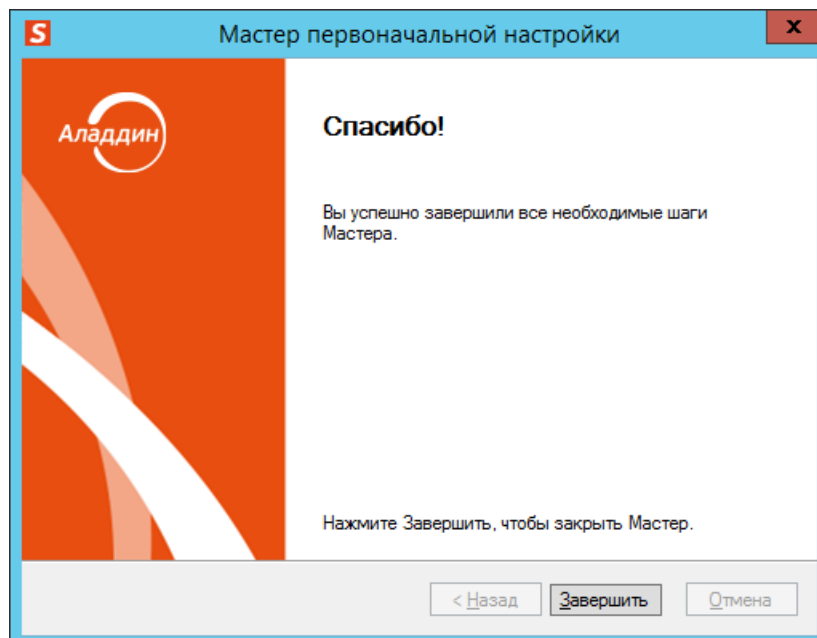 S
Мастер первоначальной настройки
x
Аладдин
Спасибо!
Вы успешно завершили все необходимые шаги
Мастера.
Нажмите Завершить, чтобы закрыть Мастер.
< Назад
Завершить
Отмена